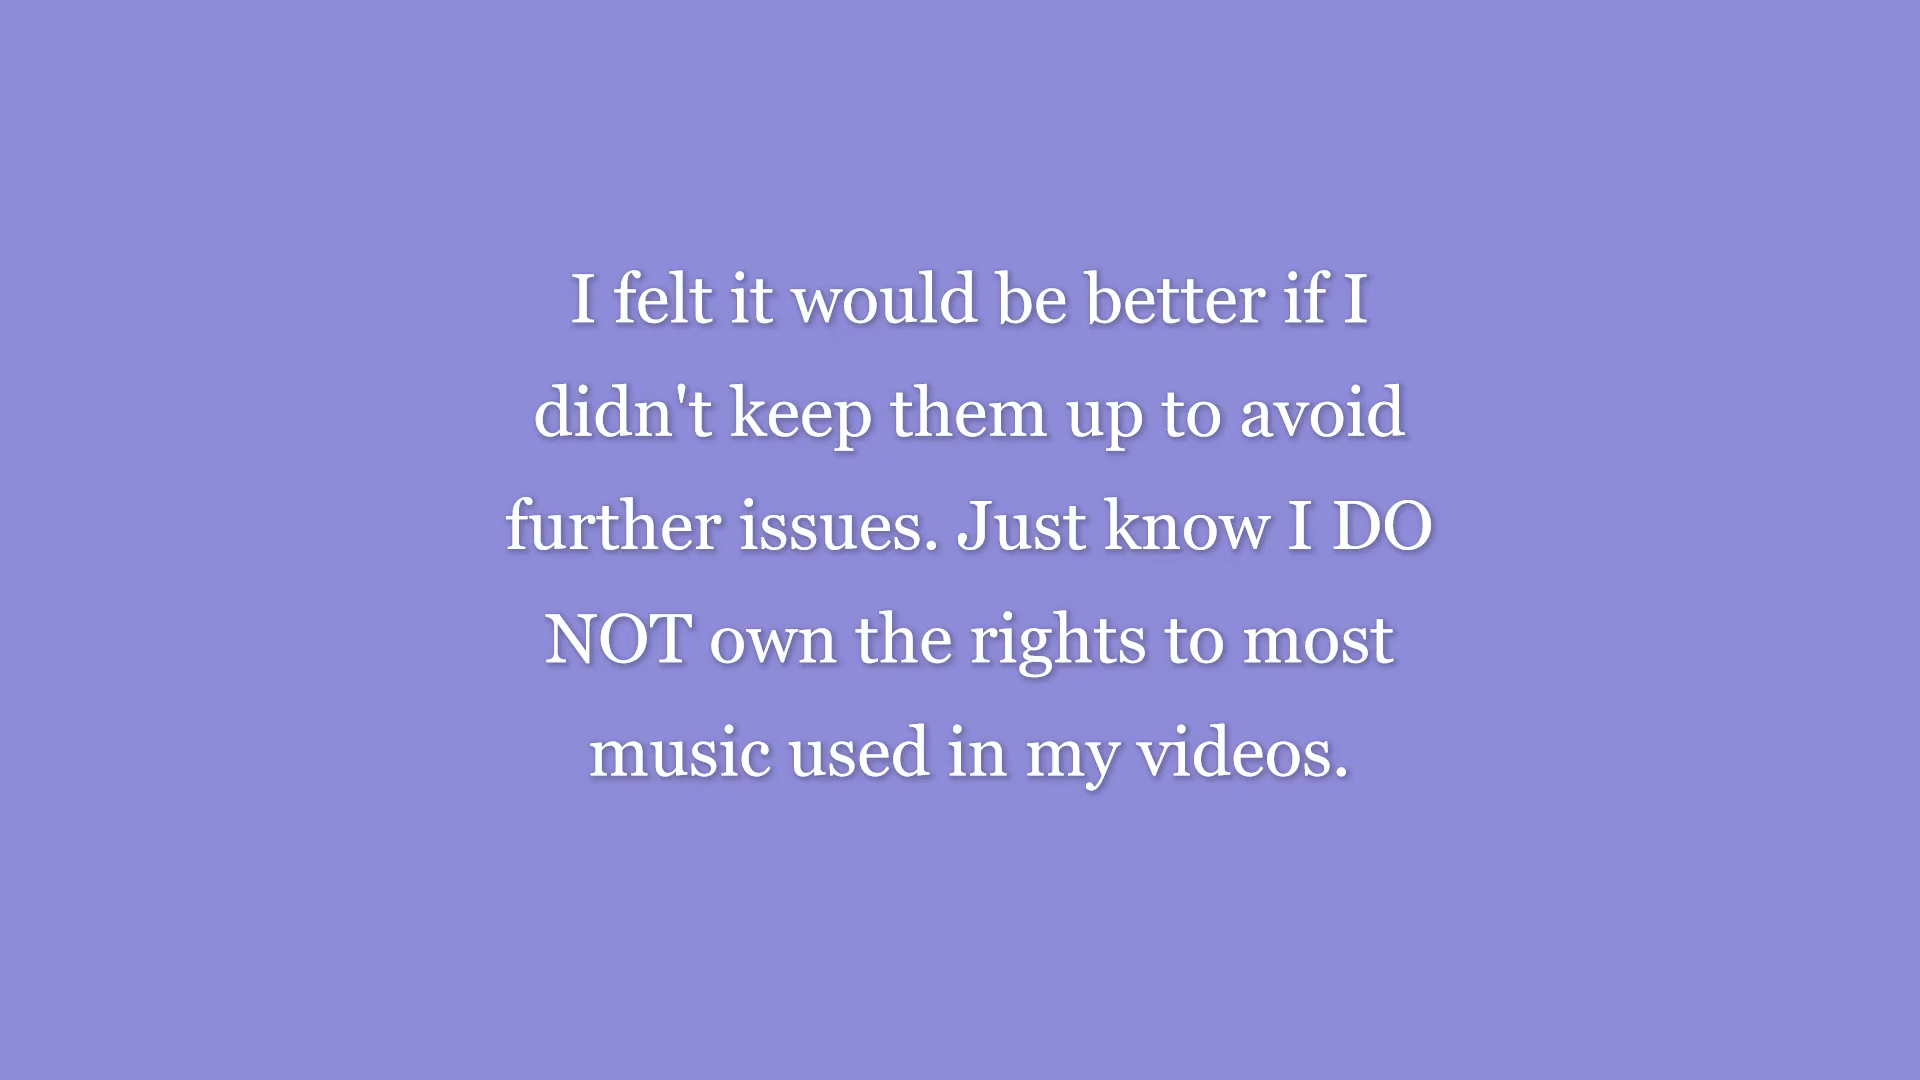 I felt it would be better if I
didn't keep them up to avoid
further issues. Just know I DO
NOT own the rights to most
music used in my videos.